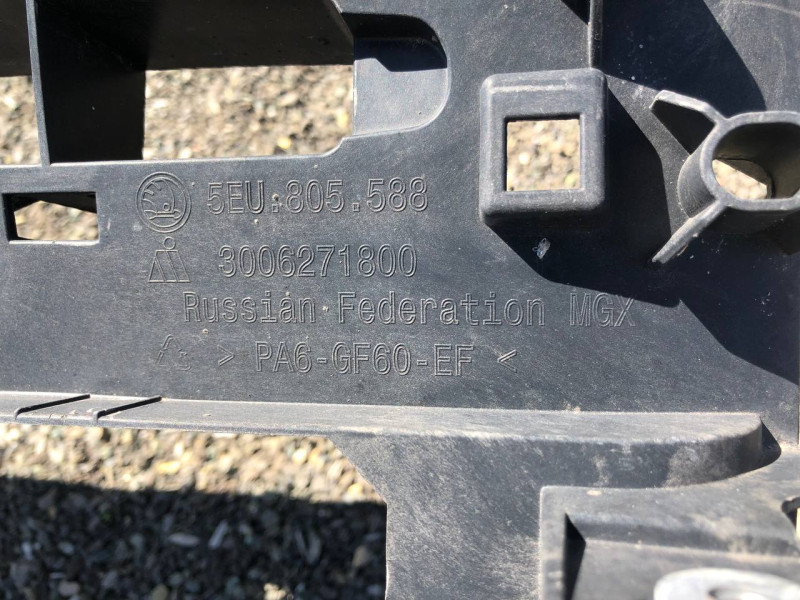 5EU.805.588
3006271800
Russian Federation MGX
> PA6-GF60-EF <